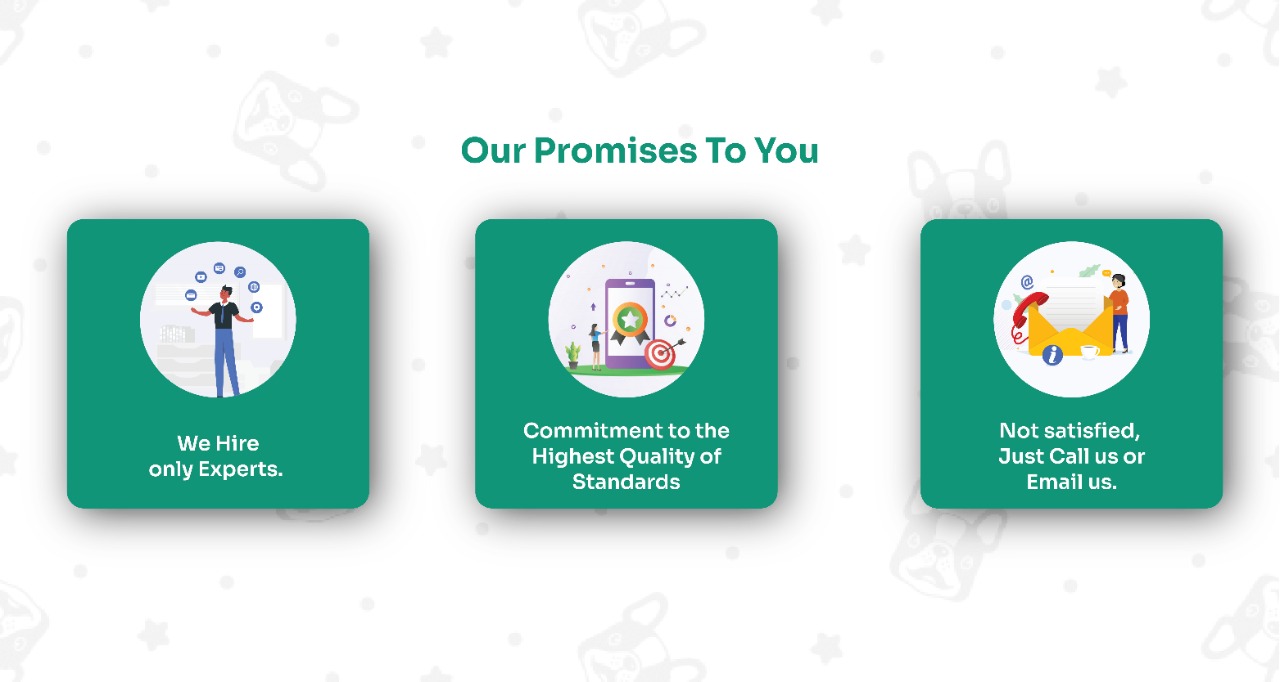 Our Promises To You
We Hire
only Experts.
Commitment to the
Highest Quality of
Standards
Not satisfied,
Just Call us or
Email us.